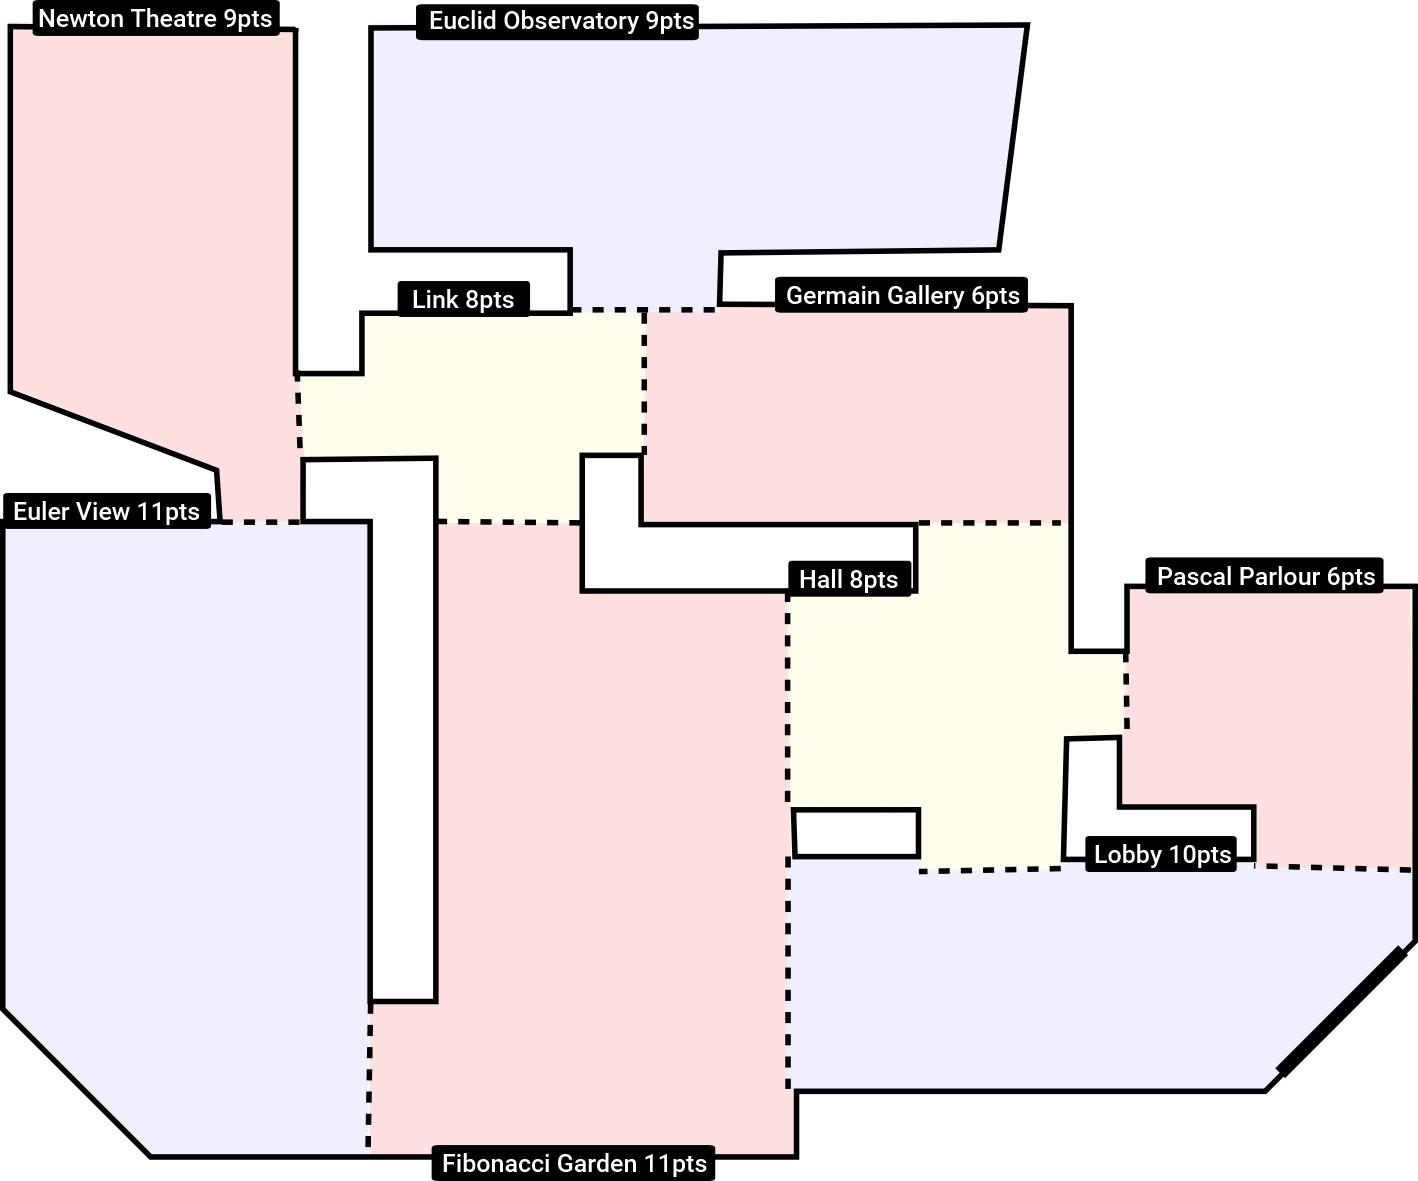 Newton Theatre 9pts
Euclid Observatory 9pts
Link 8pts
Germain Gallery 6pts
Euler View 11pts
Hall 8pts
Pascal Parlour 6pts
Lobby 10pts
Fibonacci Garden 11pts